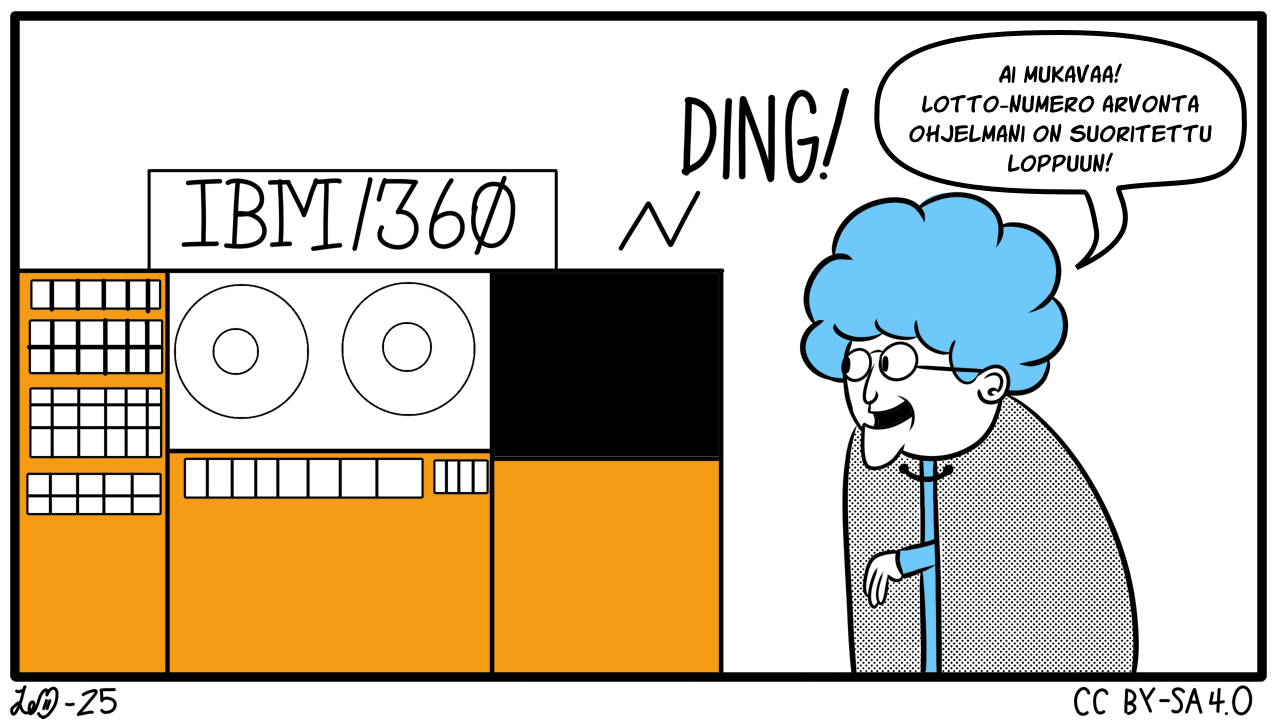 AI MUKAVAA!
LOTTO-NUMERO ARVONTA
OHJELMANI ON SUORITETTU
LOPPUUN!
DING!
IBM/360
-25
CC BY-SA 4.0